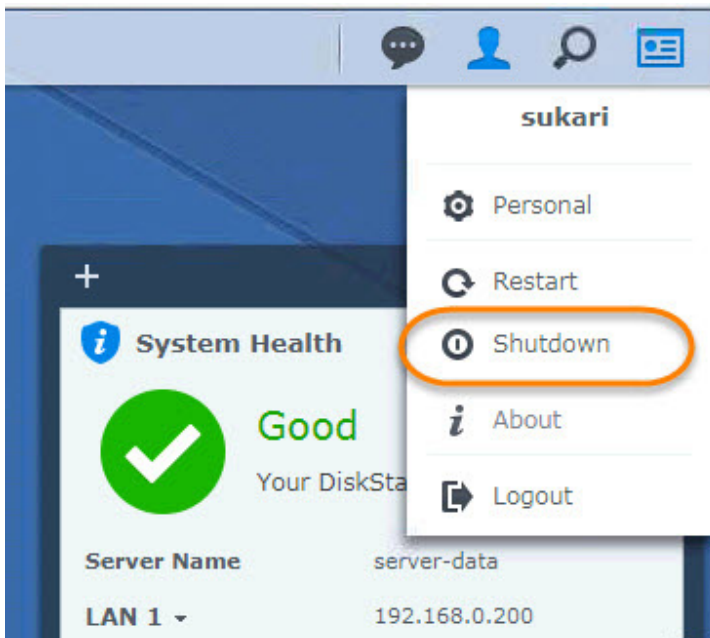 sukari
Personal
Restart
Shutdown
About
Logout
+
System Health
Good
Your DiskSta
Server Name server-data
LAN 1 192.168.0.200